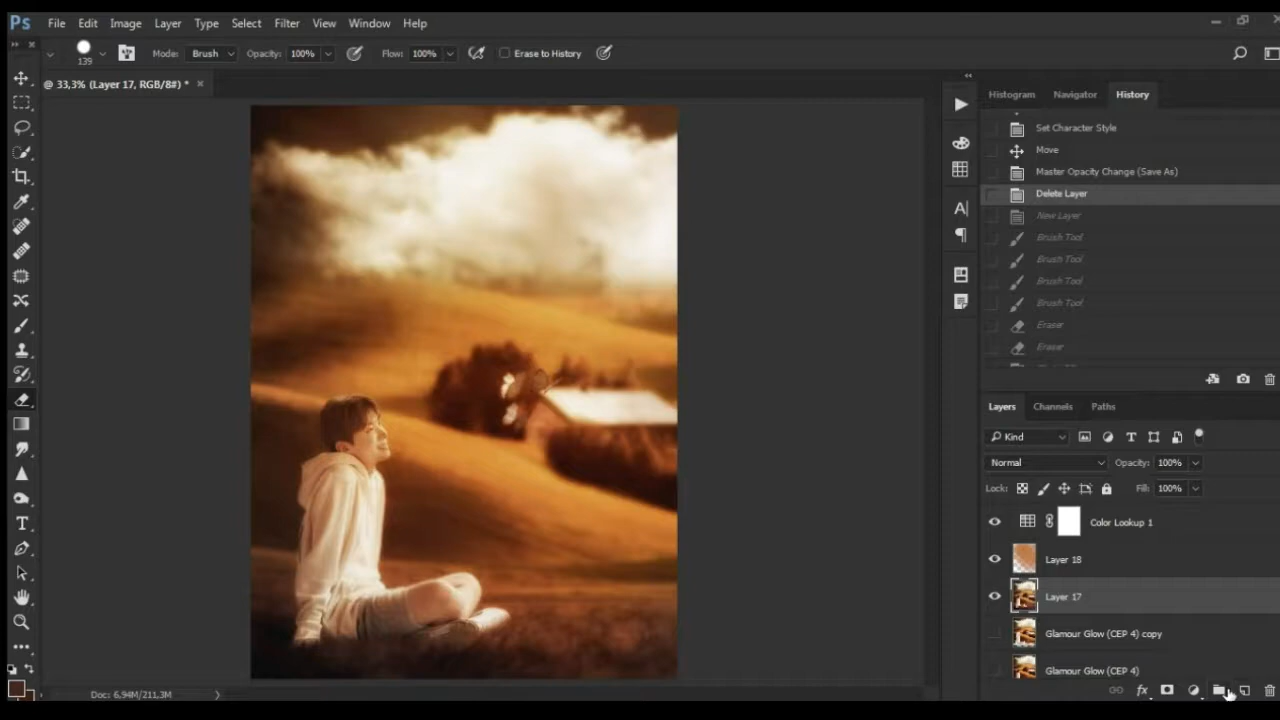 Ps File Edit Image Layer Type Select Filter View Window Help
139 Mode: Brush Opacity: 100% Flow: 100% Erase to History
@ 33,3% (Layer 17, RGB/8#) * ×
Histogram Navigator History
Set Character Style
Move
Master Opacity Change (Save As)
Delete Layer
New Layer
Brush Tool
Brush Tool
Brush Tool
Brush Tool
Eraser
Eraser
Layers Channels Paths
Kind
Normal Opacity: 100%
Lock: Fill: 100%
Color Lookup 1
Layer 18
Layer 17
Glamour Glow (CEP 4) copy
Glamour Glow (CEP 4)
Doc: 6,94M/211,3M